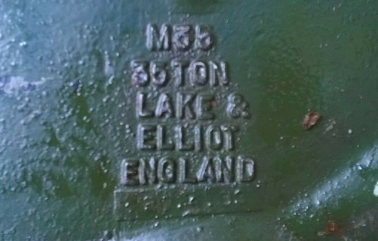 M35
35TON
LAKE &
ELLIOT
ENGLAND